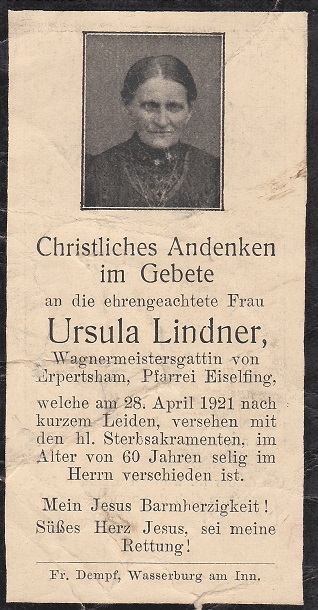 Christliches Andenken
im Gebete
an die ehrengeachtete Frau
Ursula Lindner,
Wagnermeistersgattin von
Erpertsham, Pfarrei Eiselfing,
welche am 28. April 1921 nach
kurzem Leiden, versehen mit
den hl. Sterbsakramenten, im
Alter von 60 Jahren selig im
Herrn verschieden ist.
Mein Jesus Barmherzigkeit!
Süßes Herz Jesus, sei meine
Rettung!
Fr. Dempf, Wasserburg am Inn.